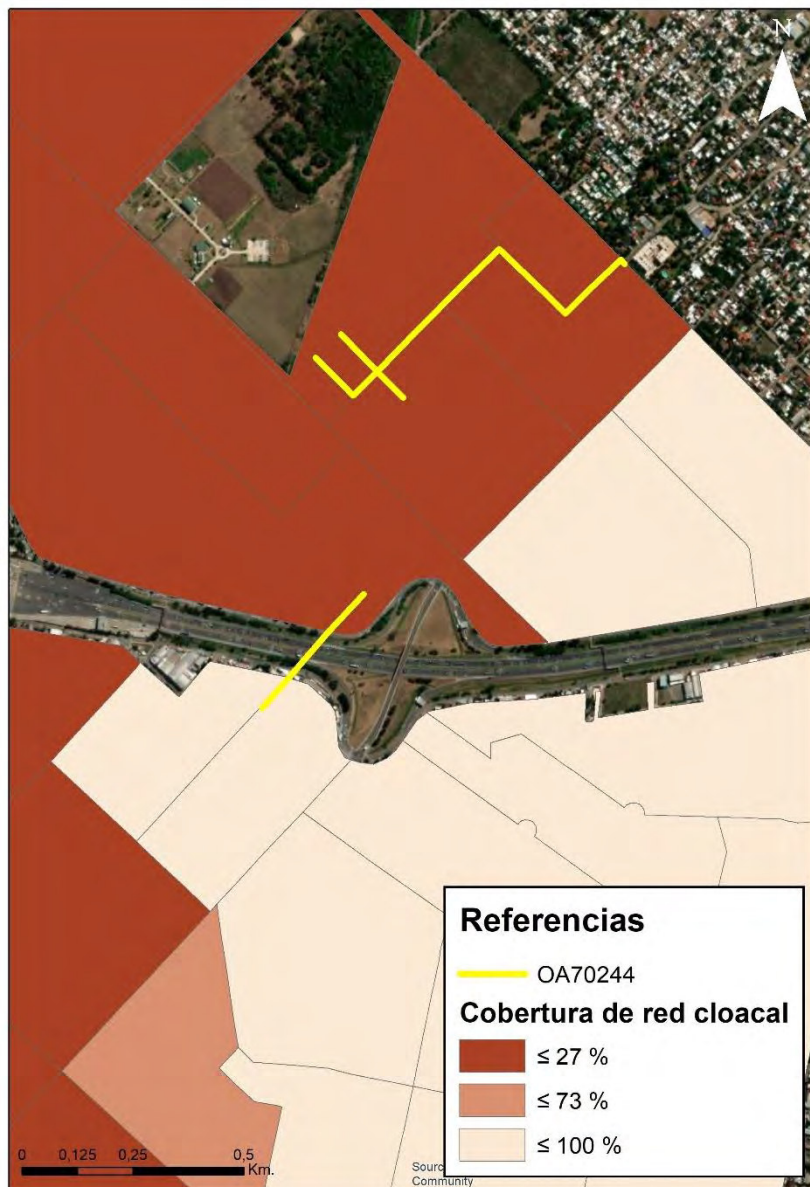 N
Referencias
OA70244
Cobertura de red cloacal
≤ 27 %
≤ 73 %
≤ 100 %
0 0,125 0,25 0,5
Km.
Sourc
Community